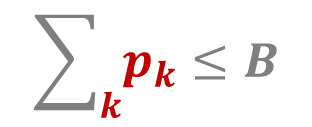 ∑ₖ pₖ ≤ B